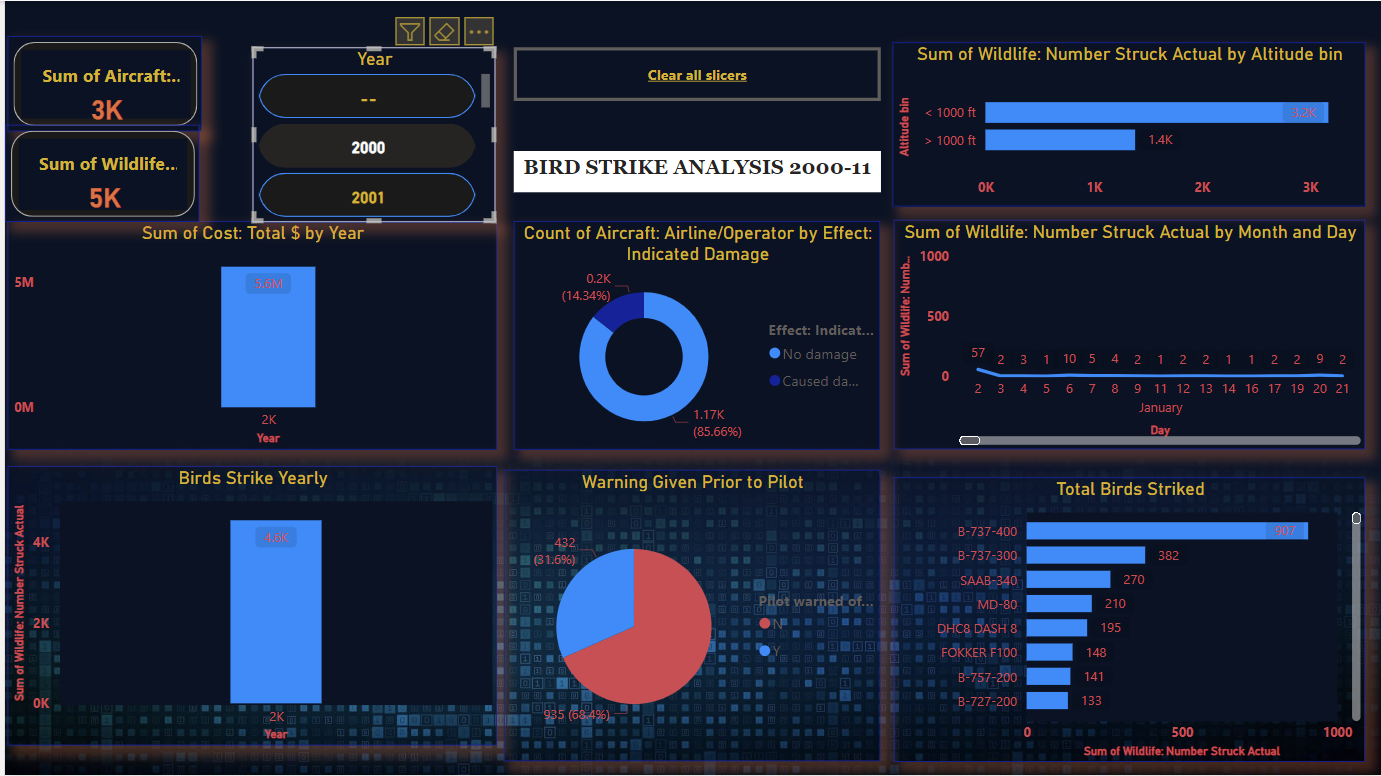 Sum of Aircraft:..
3K
Sum of Wildlife...
5K
Year
--
2000
2001
Clear all slicers
BIRD STRIKE ANALYSIS 2000-11
Sum of Wildlife: Number Struck Actual by Altitude bin
Altitude bin
< 1000 ft
3.2K
> 1000 ft
1.4K
0K 1K 2K 3K
Sum of Cost: Total $ by Year
5M
5.6M
0M
2K
Year
Count of Aircraft: Airline/Operator by Effect:
Indicated Damage
0.2K
(14.34%)
Effect: Indicat...
No damage
Caused da...
1.17K
(85.66%)
Sum of Wildlife: Number Struck Actual by Month and Day
Sum of Wildlife: Numb...
1000
500
0
57 2 3 1 10 5 4 2 1 2 2 1 1 2 2 9 2
2 3 4 5 6 7 8 9 11 12 13 14 16 17 19 20 21
January
Day
Birds Strike Yearly
Sum of Wildlife: Number Struck Actual
4K
4.6K
2K
0K
2K
Year
Warning Given Prior to Pilot
432
(31.6%)
Pilot warned of...
N
Y
935 (68.4%)
Total Birds Striked
B-737-400 907
B-737-300 382
SAAB-340 270
MD-80 210
DHC8 DASH 8 195
FOKKER F100 148
B-757-200 141
B-727-200 133
0 500 1000
Sum of Wildlife: Number Struck Actual